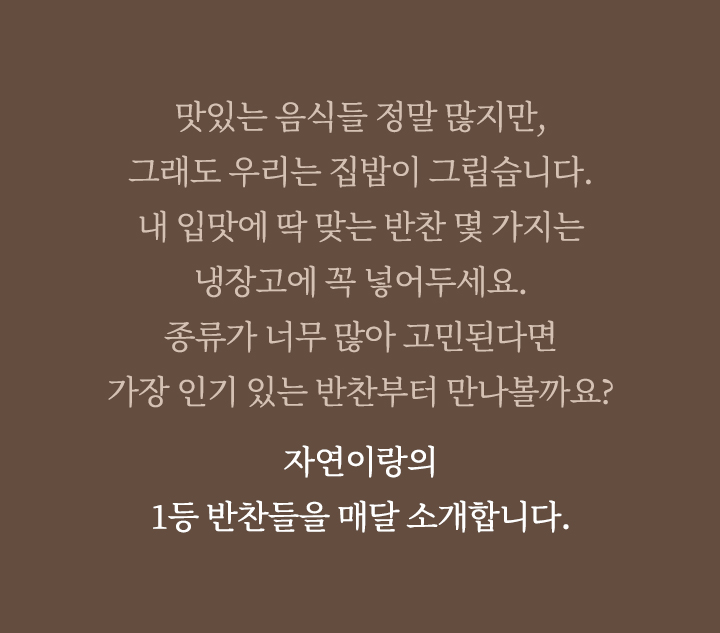 맛있는 음식들 정말 많지만,
그래도 우리는 집밥이 그립습니다.
내 입맛에 딱 맞는 반찬 몇 가지는
냉장고에 꼭 넣어두세요.
종류가 너무 많아 고민된다면
가장 인기 있는 반찬부터 만나볼까요?
자연이랑의
1등 반찬들을 매달 소개합니다.